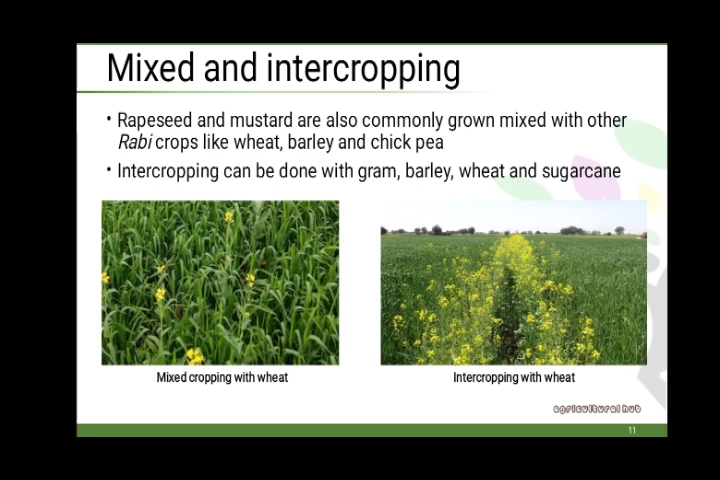 Mixed and intercropping
• Rapeseed and mustard are also commonly grown mixed with other
Rabi crops like wheat, barley and chick pea
• Intercropping can be done with gram, barley, wheat and sugarcane
Mixed cropping with wheat
Intercropping with wheat
agricultural hub
11